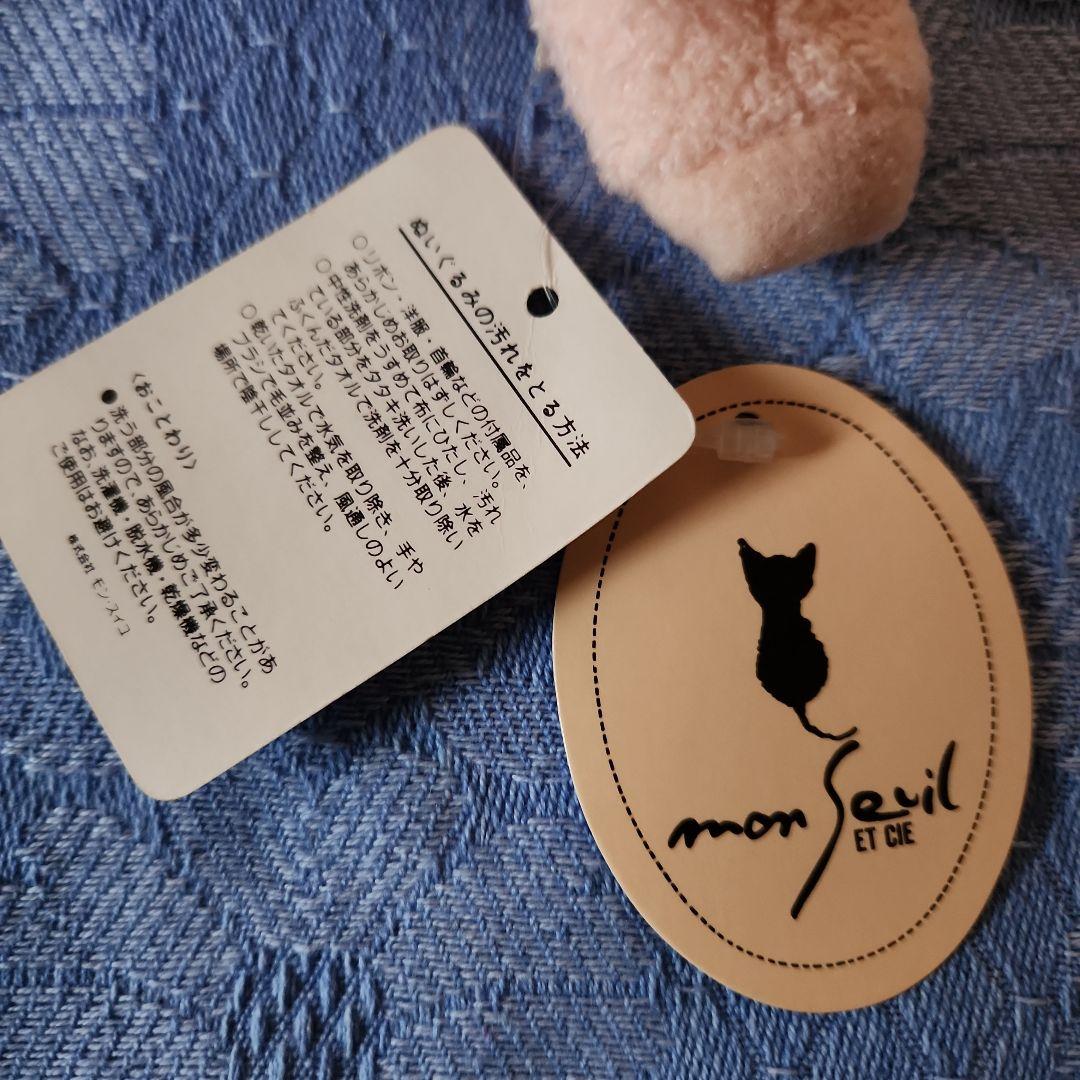 ぬいぐるみの汚れをとる方法
○リボン・洋服・首輪などの付属品を、
あらかじめお取りはずしください。
○中性洗剤をうすめて布にひたし、汚れ
ている部分をタタキ洗いした後、水を
ふくんだタオルで洗剤を十分取り除い
てください。
○乾いたタオルで水気を取り除き、手や
ブラシで毛並みを整え、風通しのよい
場所で陰干ししてください。
〈おことわり〉
●洗う部分の風合が多少変わることがあ
りますので、あらかじめご了承ください。
なお、洗濯機・脱水機・乾燥機などの
ご使用はお避けください。
株式会社 モン・スイユ
mon Seuil
ET CIE